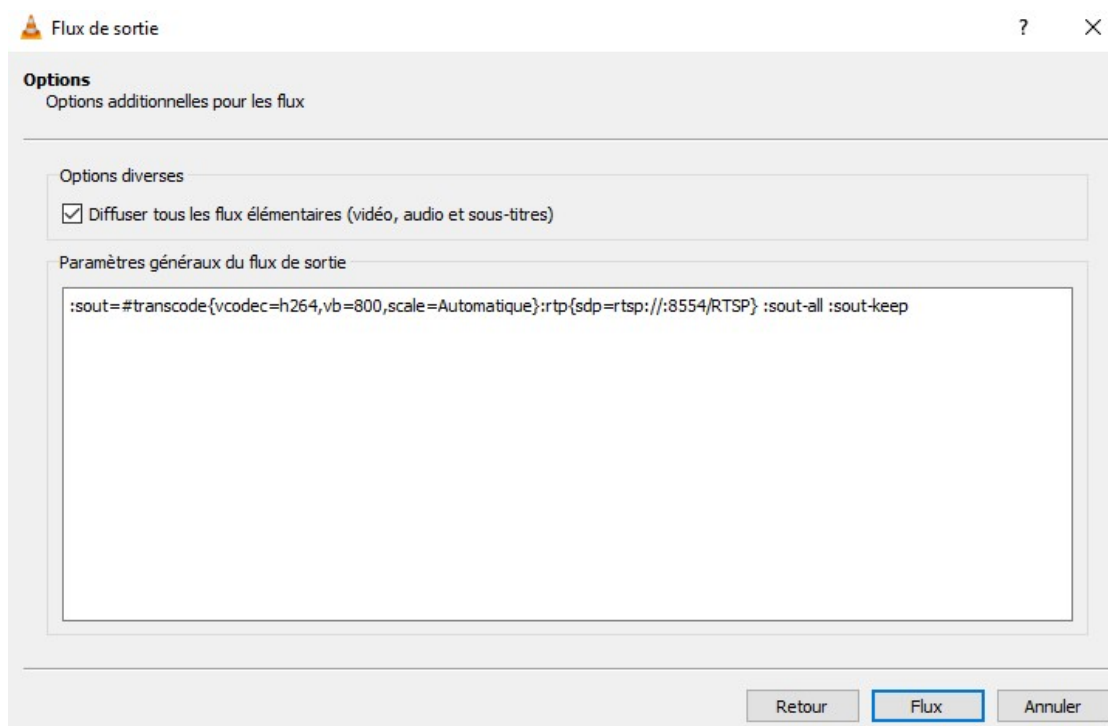 Flux de sortie
?
Options
Options additionnelles pour les flux
Options diverses
Diffuser tous les flux élémentaires (vidéo, audio et sous-titres)
Paramètres généraux du flux de sortie
:sout=#transcode{vcodec=h264,vb=800,scale=Automatique}:rtp{sdp=rtsp://:8554/RTSP} :sout-all :sout-keep
Retour Flux Annuler